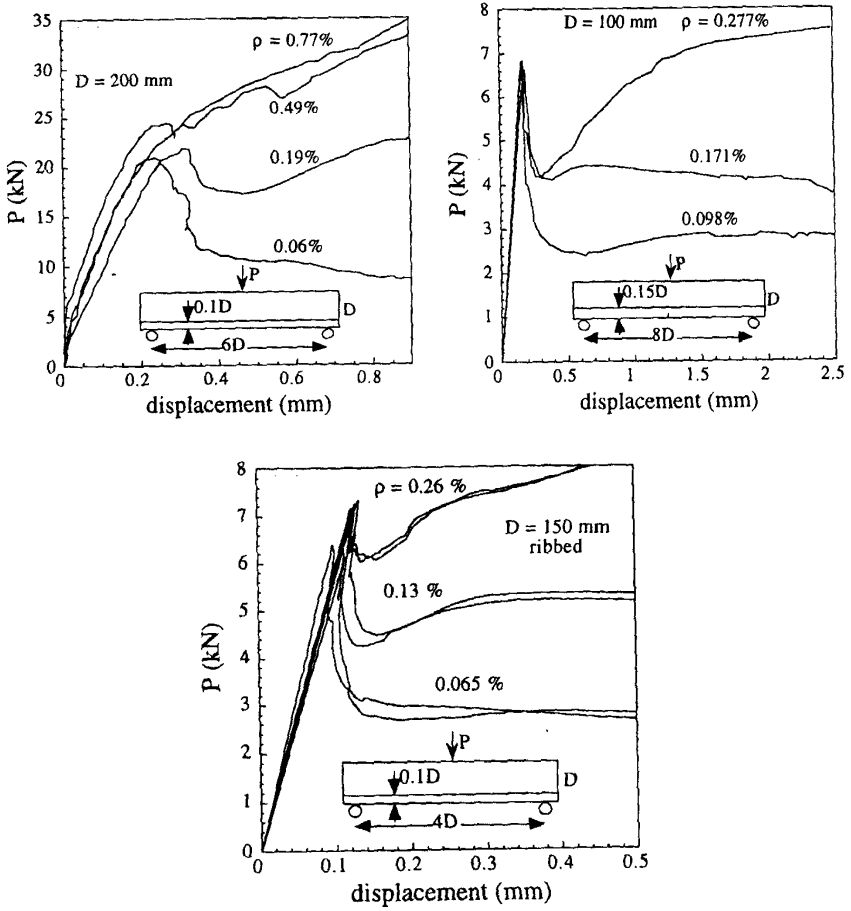 P (kN)
35
30
25
20
15
10
5
0
ρ = 0.77%
D = 200 mm
0.49%
0.19%
0.06%
P
0.1D
D
6D
0
0.2
0.4
0.6
0.8
displacement (mm)
P (kN)
8
7
6
5
4
3
2
1
0
D = 100 mm
ρ = 0.277%
0.171%
0.098%
P
0.15D
D
8D
0
0.5
1
1.5
2
2.5
displacement (mm)
P (kN)
8
7
6
5
4
3
2
1
0
ρ = 0.26 %
D = 150 mm
ribbed
0.13 %
0.065 %
P
0.1D
D
4D
0
0.1
0.2
0.3
0.4
0.5
displacement (mm)